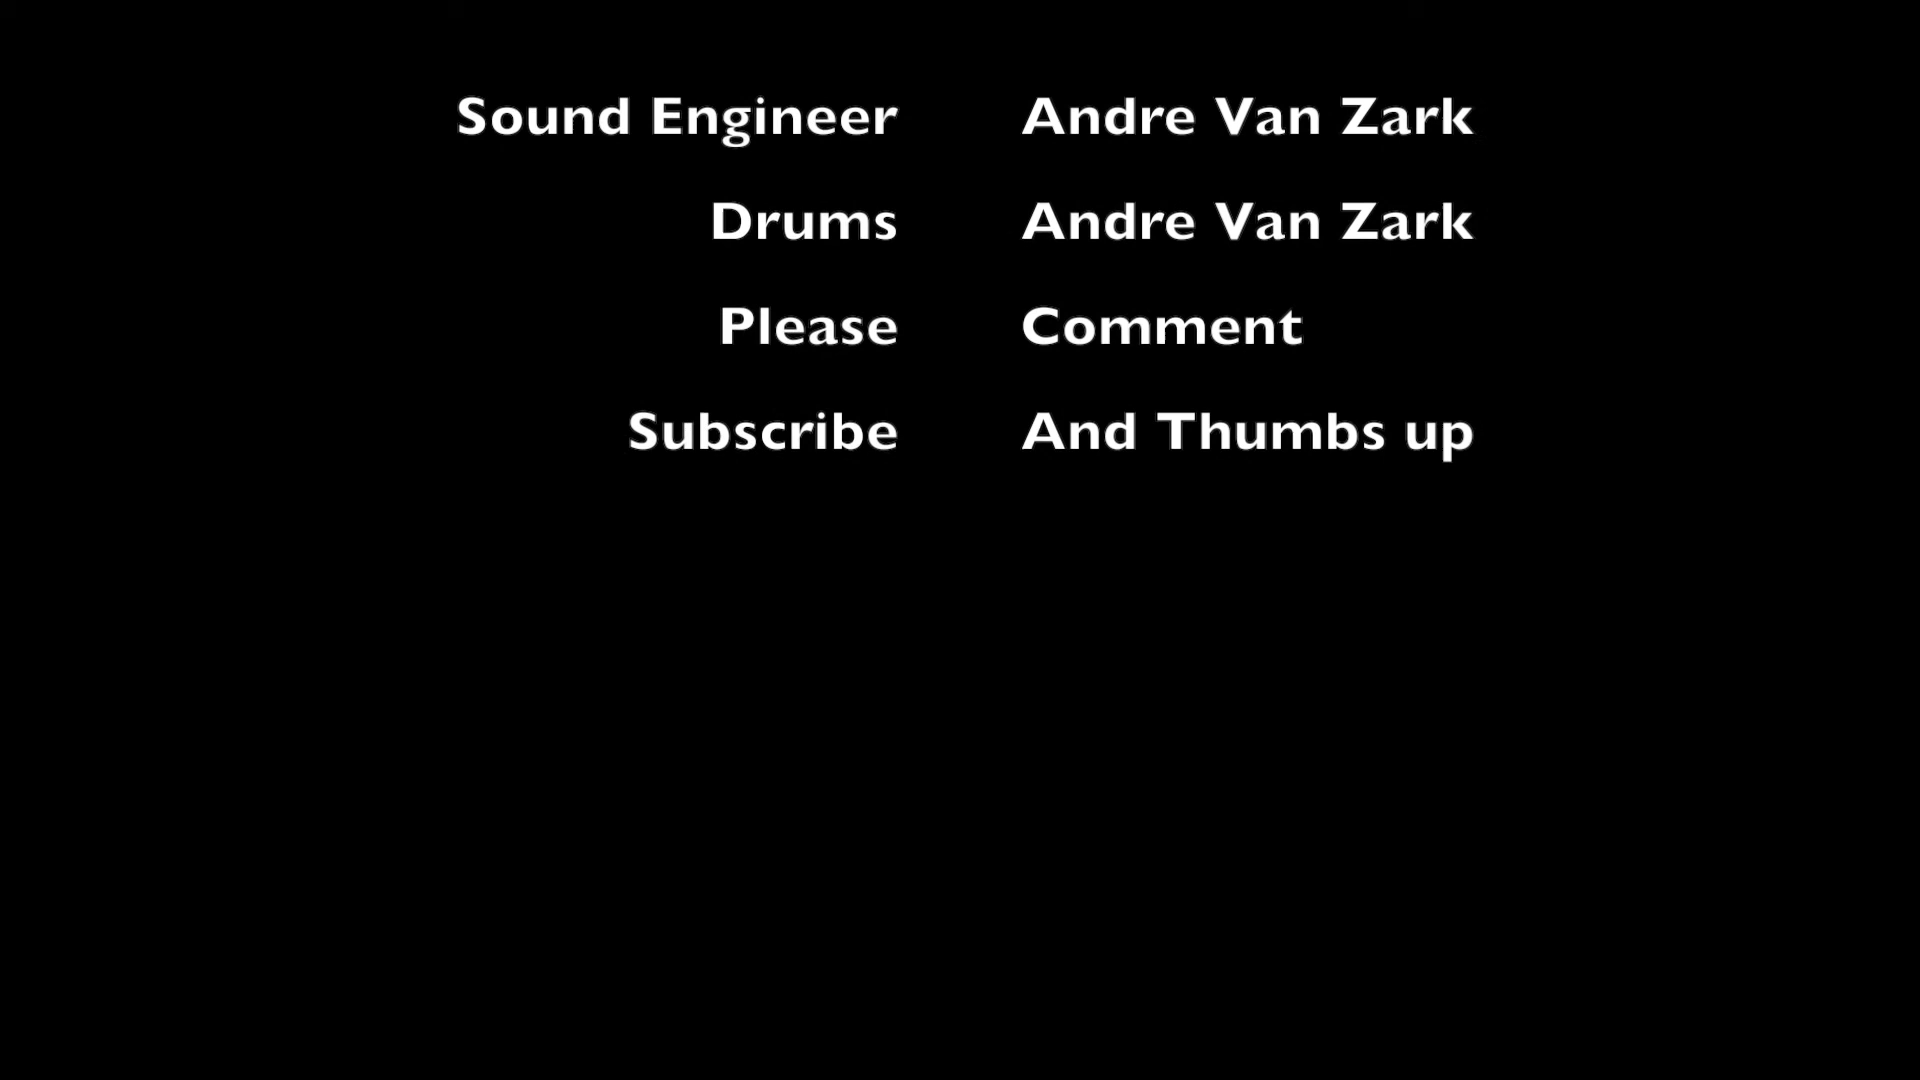 Sound Engineer Andre Van Zark
Drums Andre Van Zark
Please Comment
Subscribe And Thumbs up